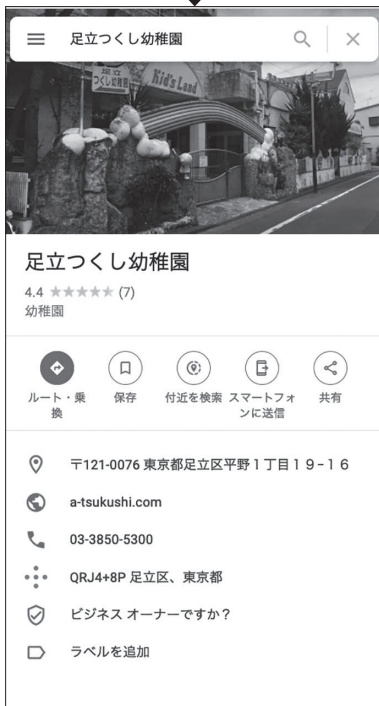 足立つくし幼稚園
足立
つくし幼稚園
Kid's Land
足立つくし幼稚園
4.4 ★★★★★ (7)
幼稚園
ルート・乗換
保存
付近を検索
スマートフォンに送信
共有
〒121-0076 東京都足立区平野１丁目１９−１６
a-tsukushi.com
03-3850-5300
QRJ4+8P 足立区、東京都
ビジネス オーナーですか？
ラベルを追加